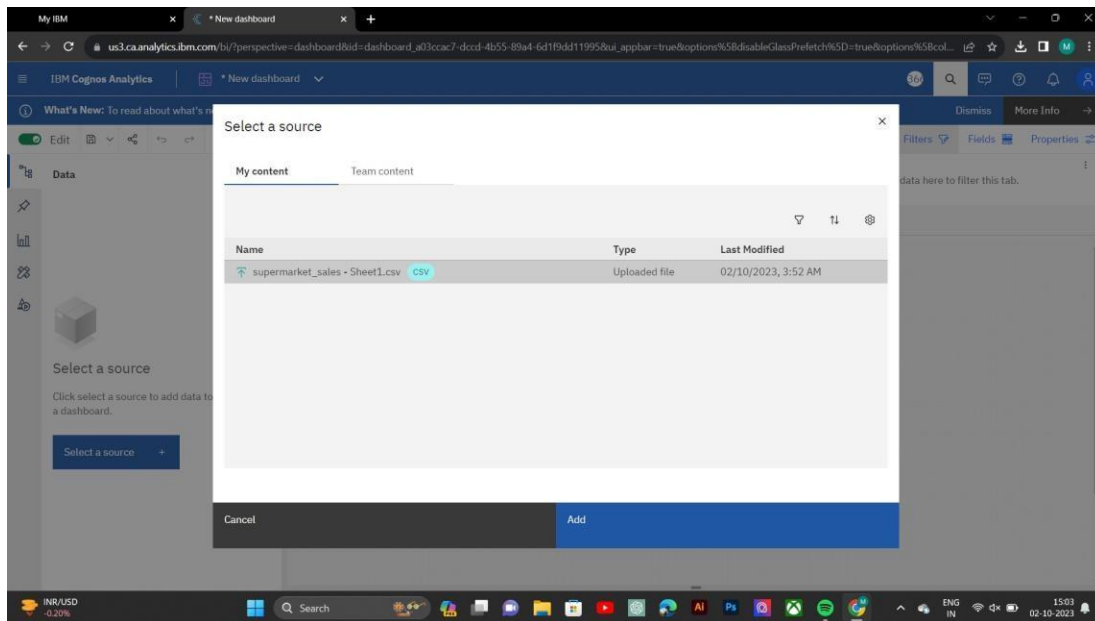 My IBM
* New dashboard
us3.ca.analytics.ibm.com/bi/?perspective=dashboard&id=dashboard_a03ccac7-dccd-4b55-89a4-6d1f9dd11995&ui_appbar=true&options%5BdisableGlassPrefetch%5D=true&options%5Bcol...
M
IBM Cognos Analytics
* New dashboard
What's New: To read about what's n
Dismiss
More Info
Edit
Filters
Fields
Properties
Data
data here to filter this tab.
Select a source
Click select a source to add data to
a dashboard.
Select a source +
Select a source
My content
Team content
Name
Type
Last Modified
supermarket_sales - Sheet1.csv CSV
Uploaded file
02/10/2023, 3:52 AM
Cancel
Add
INR/USD
-0.20%
Search
Ai
Ps
ENG
IN
15:03
02-10-2023